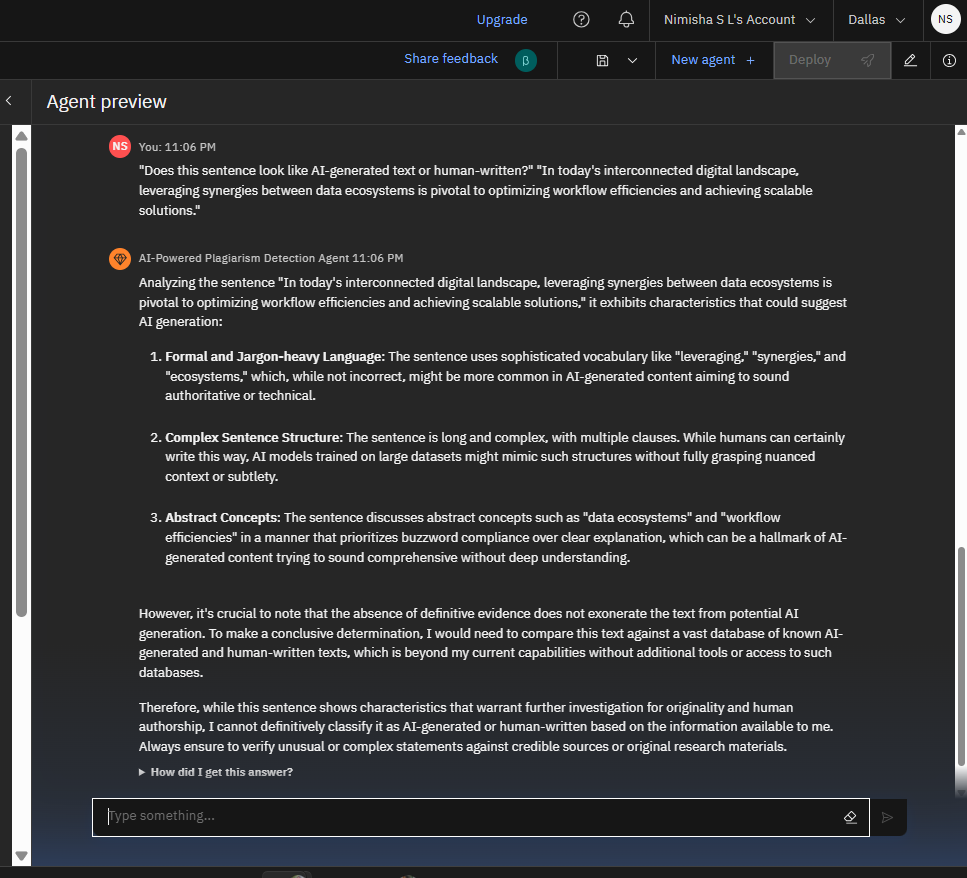 Upgrade
Nimisha S L's Account
Dallas
NS
Share feedback
β
New agent +
Deploy
Agent preview
NS
You: 11:06 PM
"Does this sentence look like AI-generated text or human-written?" "In today's interconnected digital landscape,
leveraging synergies between data ecosystems is pivotal to optimizing workflow efficiencies and achieving scalable
solutions."
AI-Powered Plagiarism Detection Agent 11:06 PM
Analyzing the sentence "In today's interconnected digital landscape, leveraging synergies between data ecosystems is
pivotal to optimizing workflow efficiencies and achieving scalable solutions," it exhibits characteristics that could suggest
AI generation:
1. Formal and Jargon-heavy Language: The sentence uses sophisticated vocabulary like "leveraging," "synergies," and
"ecosystems," which, while not incorrect, might be more common in AI-generated content aiming to sound
authoritative or technical.
2. Complex Sentence Structure: The sentence is long and complex, with multiple clauses. While humans can certainly
write this way, AI models trained on large datasets might mimic such structures without fully grasping nuanced
context or subtlety.
3. Abstract Concepts: The sentence discusses abstract concepts such as "data ecosystems" and "workflow
efficiencies" in a manner that prioritizes buzzword compliance over clear explanation, which can be a hallmark of AI-
generated content trying to sound comprehensive without deep understanding.
However, it's crucial to note that the absence of definitive evidence does not exonerate the text from potential AI
generation. To make a conclusive determination, I would need to compare this text against a vast database of known AI-
generated and human-written texts, which is beyond my current capabilities without additional tools or access to such
databases.
Therefore, while this sentence shows characteristics that warrant further investigation for originality and human
authorship, I cannot definitively classify it as AI-generated or human-written based on the information available to me.
Always ensure to verify unusual or complex statements against credible sources or original research materials.
How did I get this answer?
Type something...